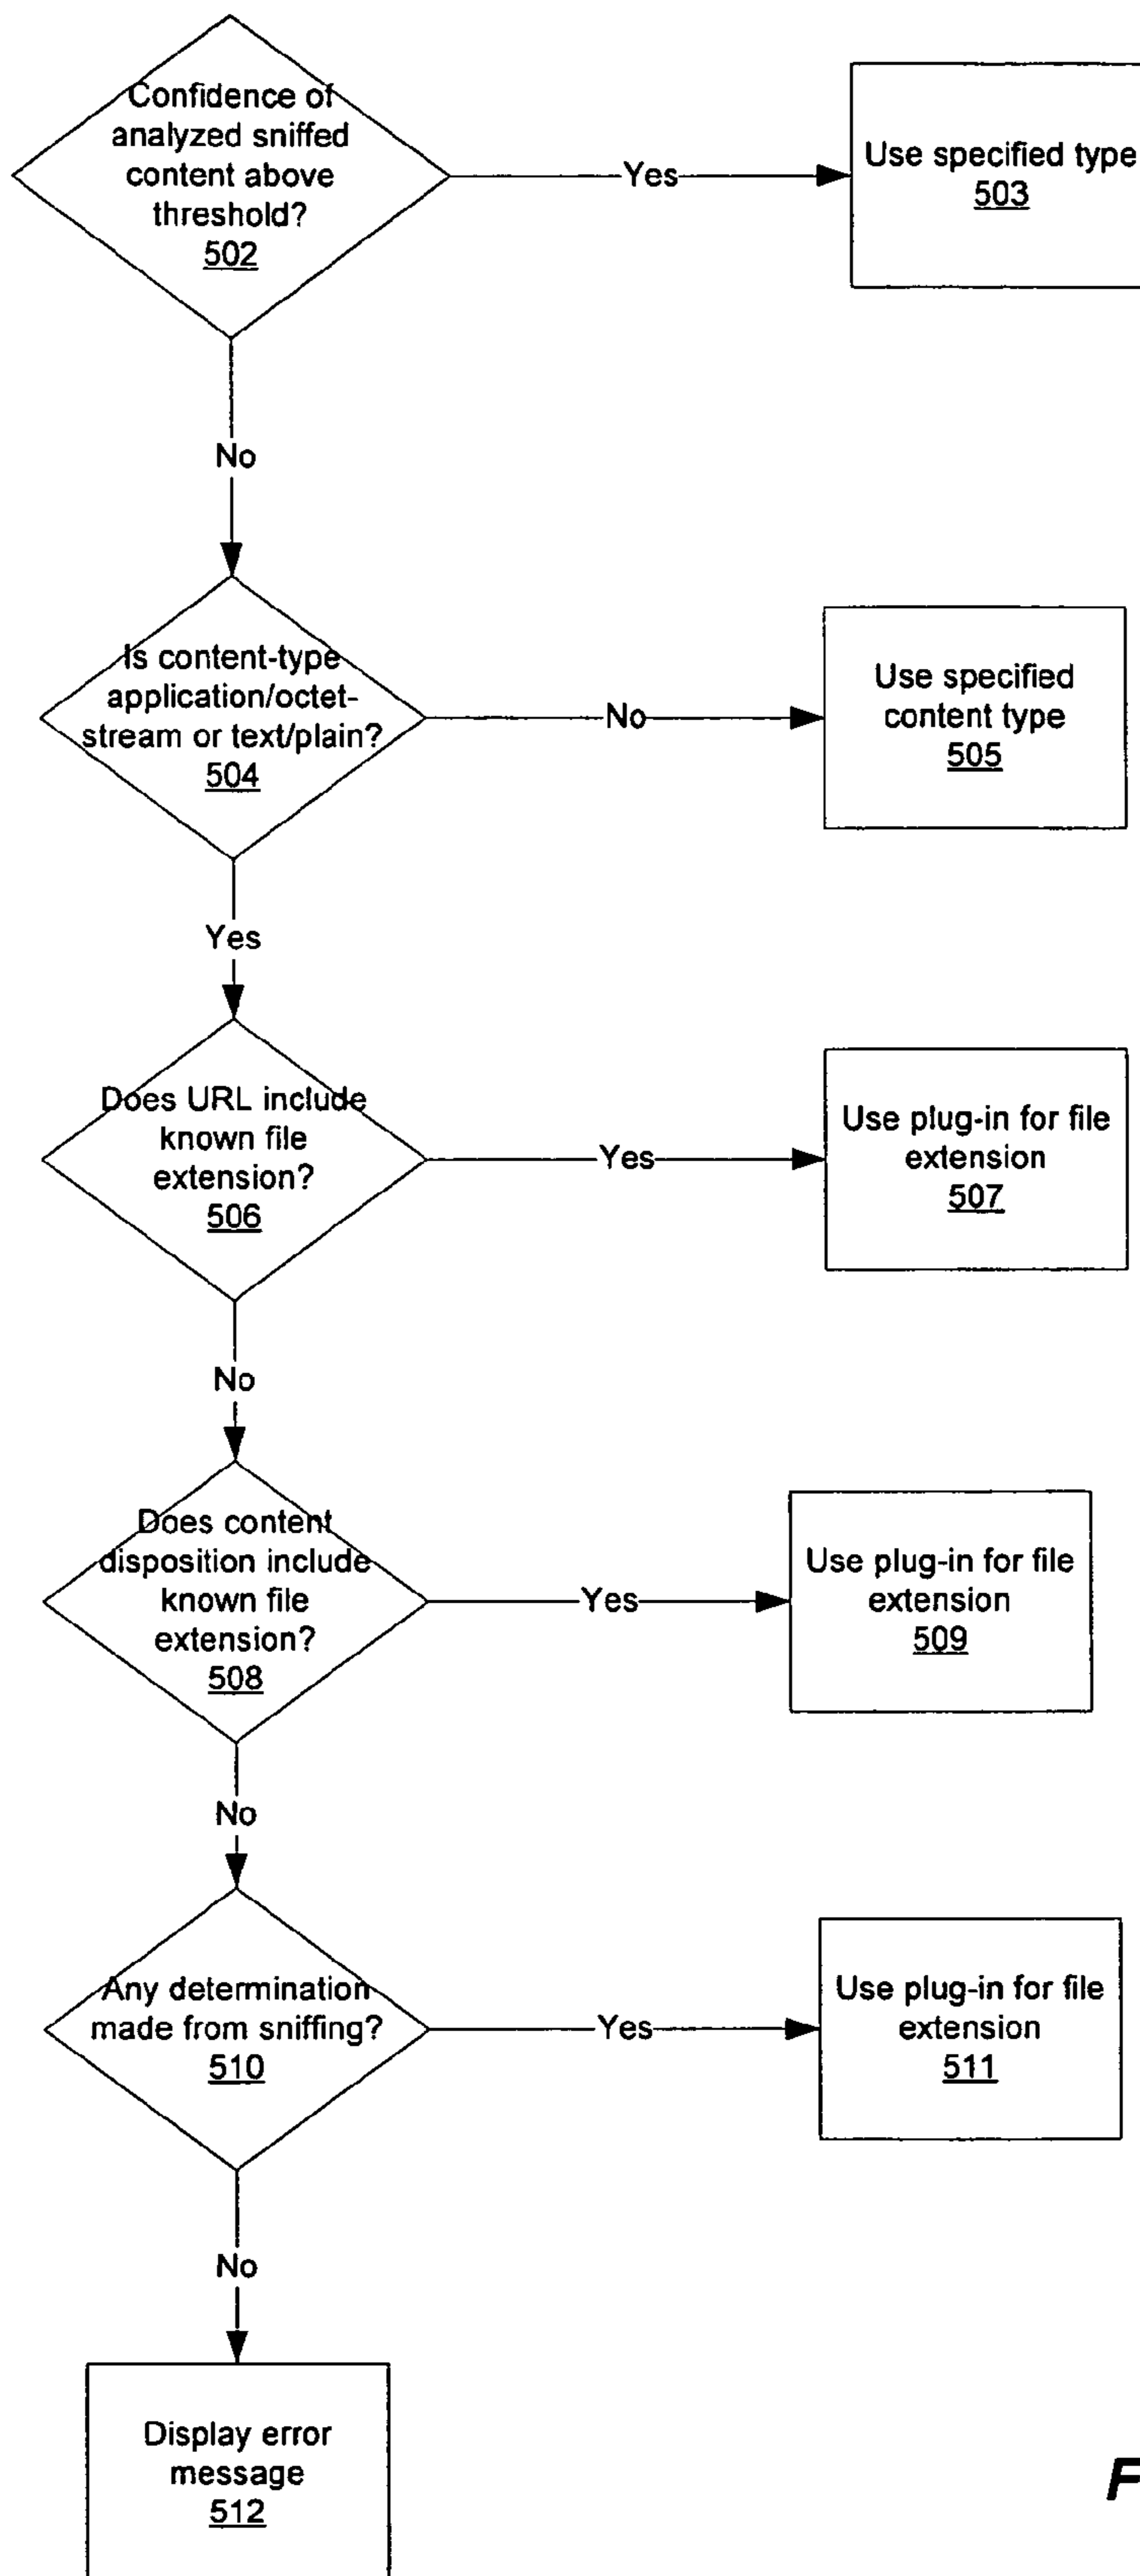 Confidence of
analyzed sniffed
content above
threshold?
502
Yes
Use specified type
503
No
Is content-type
application/octet-
stream or text/plain?
504
No
Use specified
content type
505
Yes
Does URL include
known file
extension?
506
Yes
Use plug-in for file
extension
507
No
Does content
disposition include
known file
extension?
508
Yes
Use plug-in for file
extension
509
No
Any determination
made from sniffing?
510
Yes
Use plug-in for file
extension
511
No
Display error
message
512
F